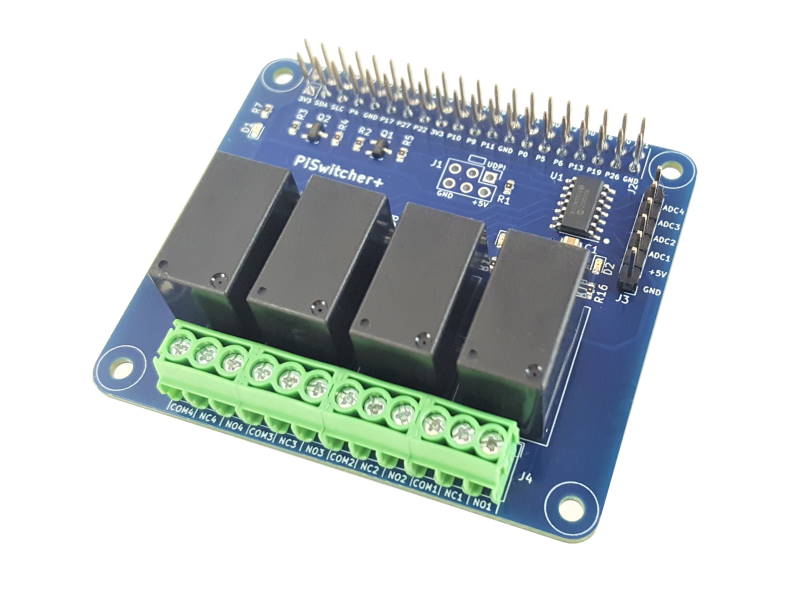 3V3 SDA SLC P4 GND P17 P27 P22 3V3 P10 P9 P11 GND P0 P5 P6 P13 P19 P26 GND
J2
R7
D1
R3
Q2
R4
R2
Q1
R5
PiSwitcher+
J1
UDPI
GND
+5V
R1
U1
ADC4
ADC3
ADC2
ADC1
+5V
GND
J3
C1
D2
R16
COM4 NC4 NO4 COM3 NC3 NO3 COM2 NC2 NO2 COM1 NC1 NO1
J4